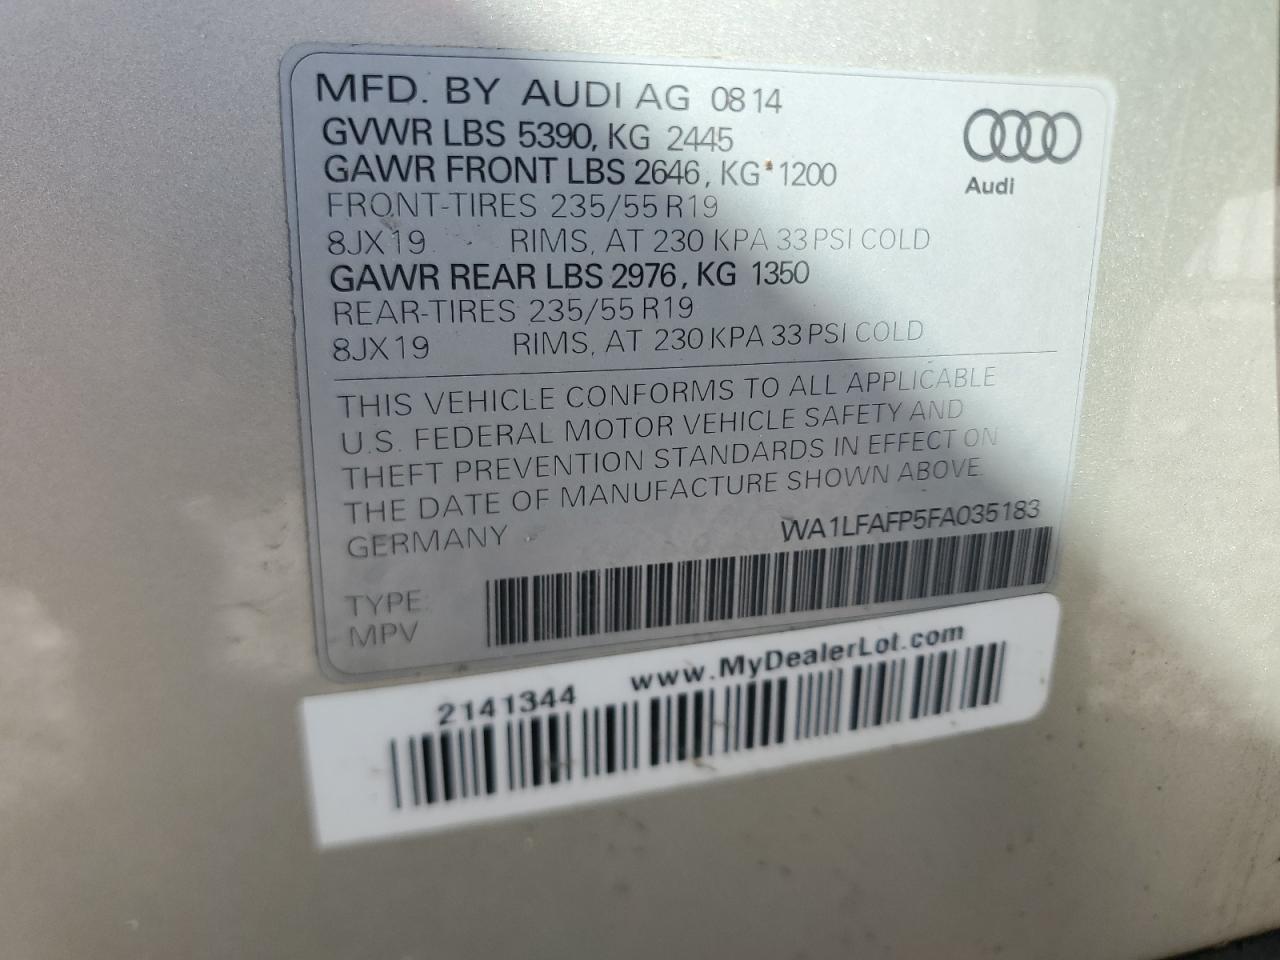 MFD. BY AUDI AG 0814
GVWR LBS 5390, KG 2445
GAWR FRONT LBS 2646, KG 1200
FRONT-TIRES 235/55 R19
8JX19 RIMS, AT 230 KPA 33 PSI COLD
GAWR REAR LBS 2976, KG 1350
REAR-TIRES 235/55 R19
8JX19 RIMS, AT 230 KPA 33 PSI COLD
Audi
THIS VEHICLE CONFORMS TO ALL APPLICABLE
U.S. FEDERAL MOTOR VEHICLE SAFETY AND
THEFT PREVENTION STANDARDS IN EFFECT ON
THE DATE OF MANUFACTURE SHOWN ABOVE.
GERMANY WA1LFAFP5FA035183
TYPE:
MPV
2141344 www.MyDealerLot.com